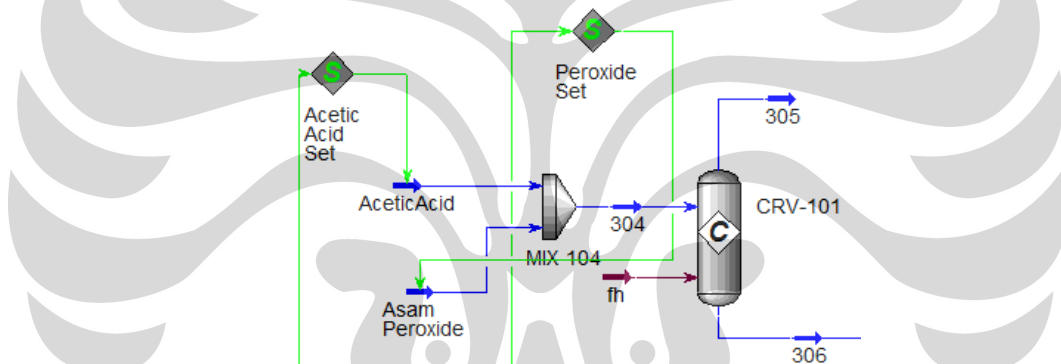 S
Peroxide
Set
S
Acetic
Acid
Set
305
AceticAcid
304
CRV-101
C
MIX 104
fh
Asam
Peroxide
306